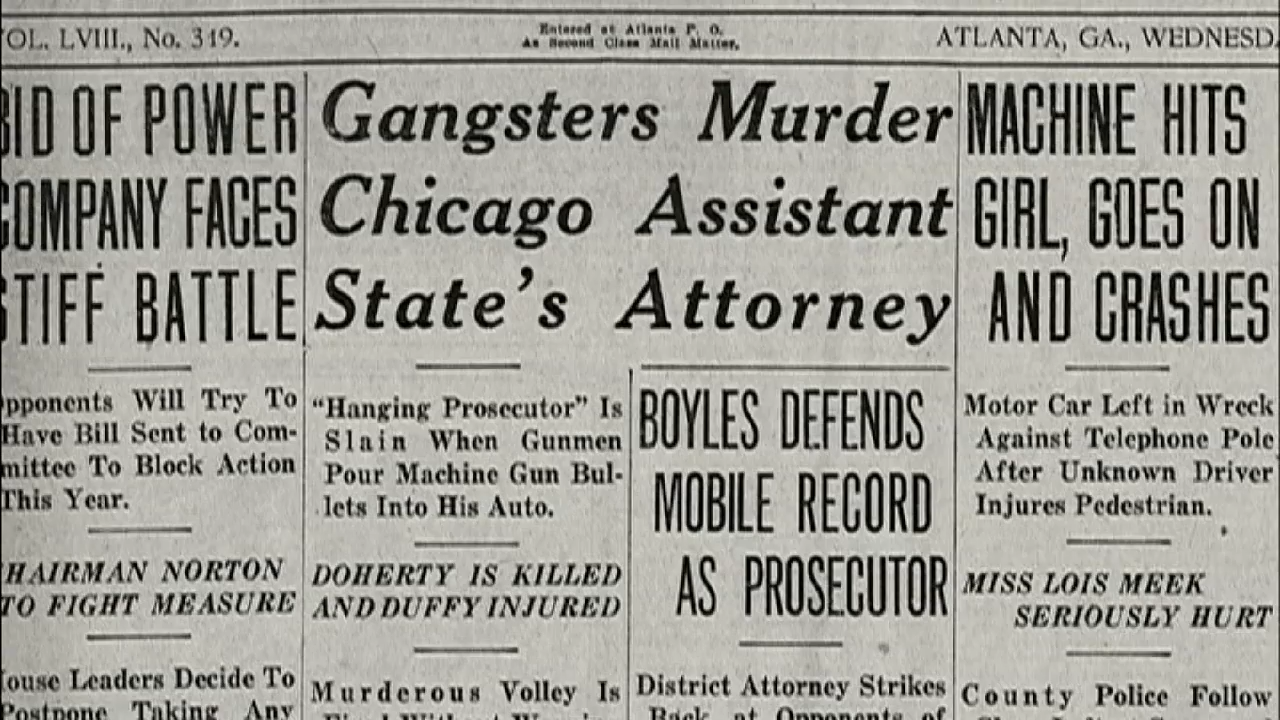 OL. LVIII., No. 319.
Entered at Atlanta P. O.
As Second Class Mail Matter.
ATLANTA, GA., WEDNESD
BID OF POWER
COMPANY FACES
STIFF BATTLE
pponents Will Try To
Have Bill Sent to Com-
mittee To Block Action
This Year.
HAIRMAN NORTON
TO FIGHT MEASURE
ouse Leaders Decide To
Postpone Taking Any
Gangsters Murder
Chicago Assistant
State's Attorney
"Hanging Prosecutor" Is
Slain When Gunmen
Pour Machine Gun Bul-
lets Into His Auto.
DOHERTY IS KILLED
AND DUFFY INJURED
Murderous Volley Is
BOYLES DEFENDS
MOBILE RECORD
AS PROSECUTOR
District Attorney Strikes
Back at Opponents of
MACHINE HITS
GIRL, GOES ON
AND CRASHES
Motor Car Left in Wreck
Against Telephone Pole
After Unknown Driver
Injures Pedestrian.
MISS LOIS MEEK
SERIOUSLY HURT
County Police Follow